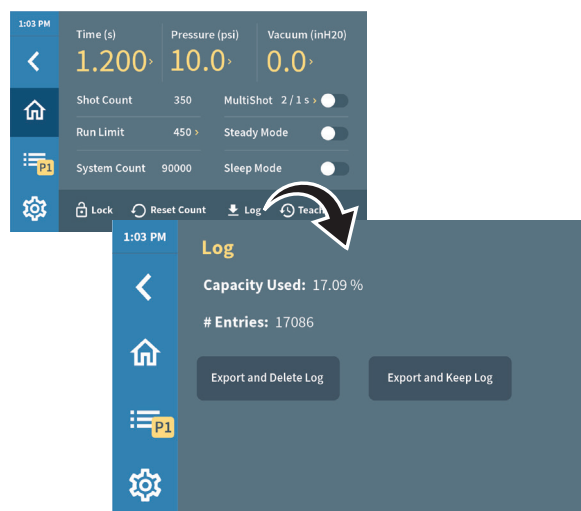 1:03 PM
Time (s) Pressure (psi) Vacuum (inH20)
1.200 › 10.0 › 0.0 ›
Shot Count 350 MultiShot 2 / 1 s ›
Run Limit 450 › Steady Mode
P1
System Count 90000 Sleep Mode
Lock Reset Count Log Teach
1:03 PM
Log
Capacity Used: 17.09 %
# Entries: 17086
Export and Delete Log Export and Keep Log
P1